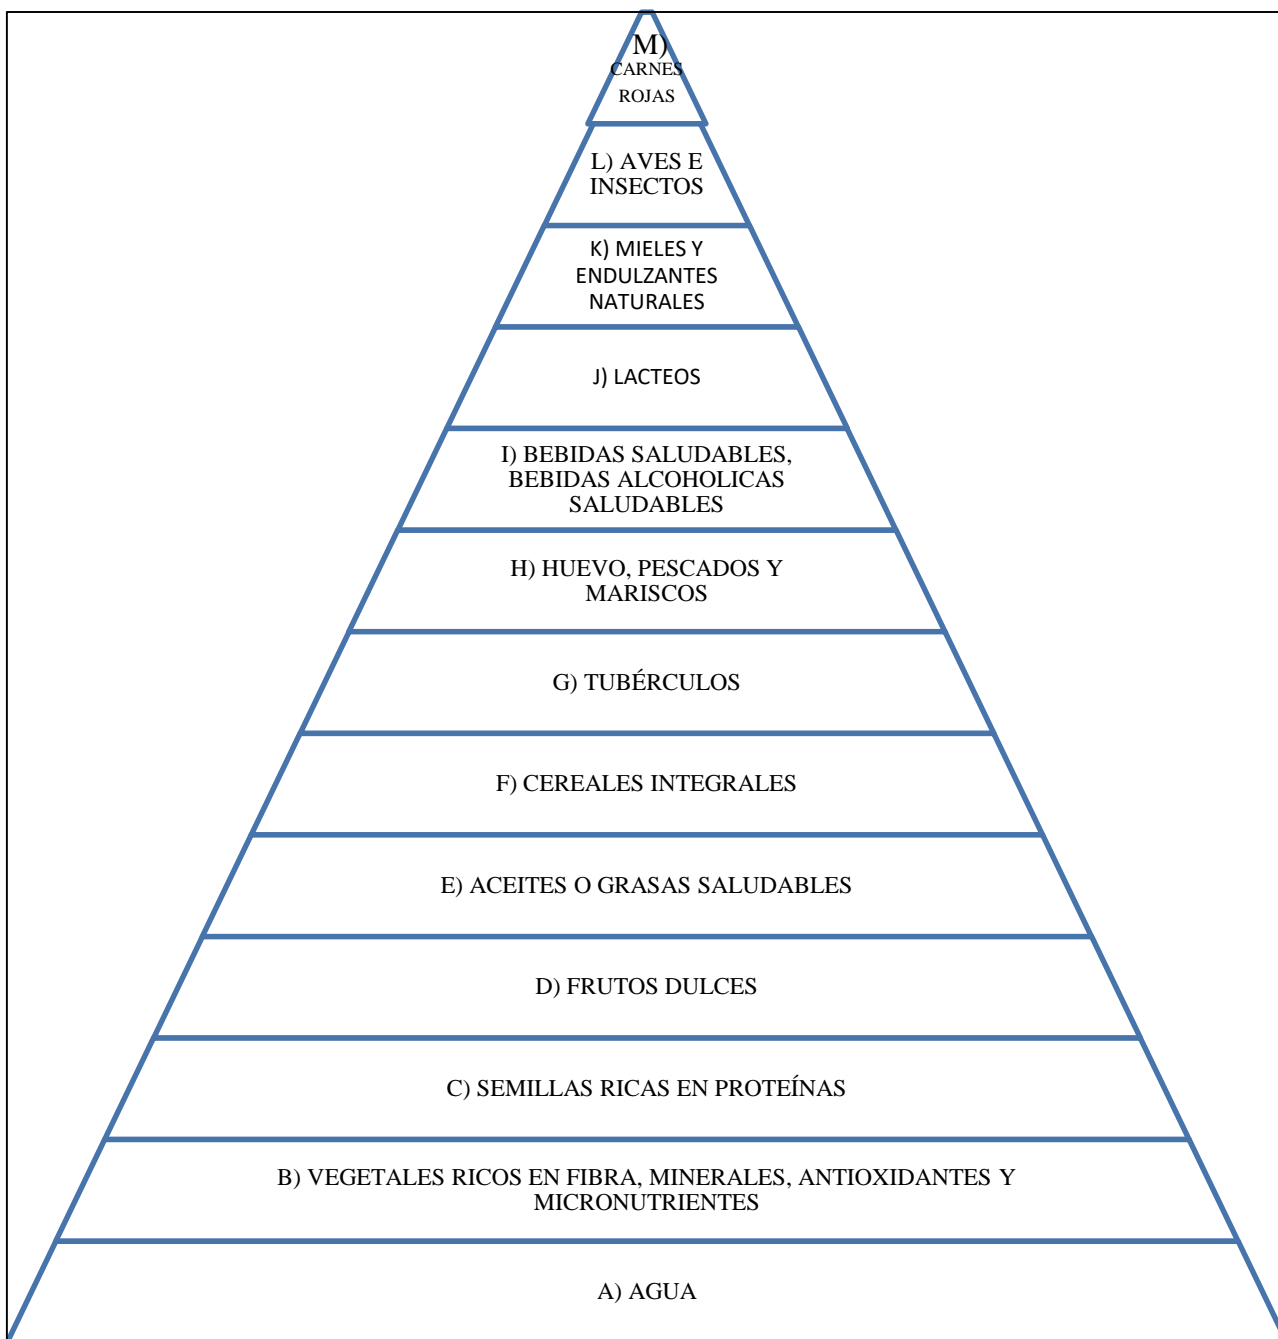 M)
CARNES
ROJAS
L) AVES E
INSECTOS
K) MIELES Y
ENDULZANTES
NATURALES
J) LACTEOS
I) BEBIDAS SALUDABLES,
BEBIDAS ALCOHOLICAS
SALUDABLES
H) HUEVO, PESCADOS Y
MARISCOS
G) TUBÉRCULOS
F) CEREALES INTEGRALES
E) ACEITES O GRASAS SALUDABLES
D) FRUTOS DULCES
C) SEMILLAS RICAS EN PROTEÍNAS
B) VEGETALES RICOS EN FIBRA, MINERALES, ANTIOXIDANTES Y
MICRONUTRIENTES
A) AGUA